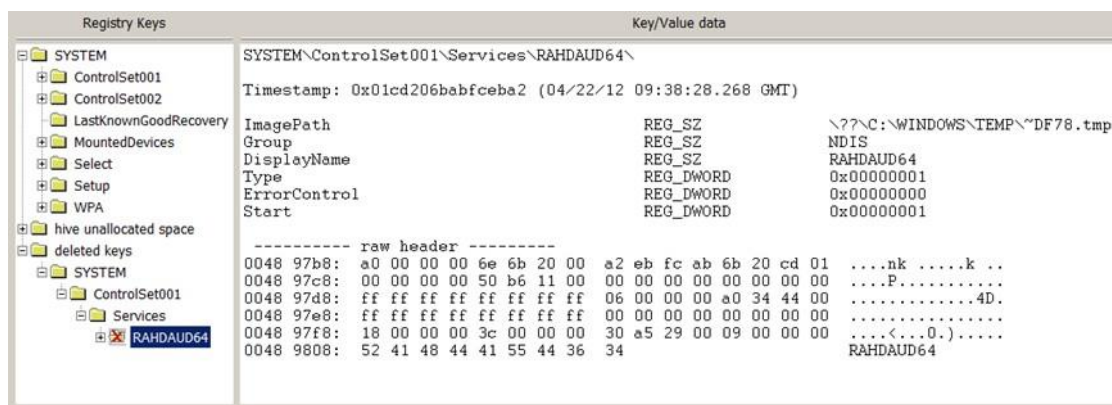 Registry Keys
Key/Value data
SYSTEM
ControlSet001
ControlSet002
LastKnownGoodRecovery
MountedDevices
Select
Setup
WPA
hive unallocated space
deleted keys
SYSTEM
ControlSet001
Services
RAHDAUD64
SYSTEM\ControlSet001\Services\RAHDAUD64\
Timestamp: 0x01cd206babfceba2 (04/22/12 09:38:28.268 GMT)
ImagePath REG_SZ \??\C:\WINDOWS\TEMP\~DF78.tmp
Group REG_SZ NDIS
DisplayName REG_SZ RAHDAUD64
Type REG_DWORD 0x00000001
ErrorControl REG_DWORD 0x00000000
Start REG_DWORD 0x00000001
---------- raw header ---------
0048 97b8: a0 00 00 00 6e 6b 20 00 a2 eb fc ab 6b 20 cd 01 ....nk .....k ..
0048 97c8: 00 00 00 00 50 b6 11 00 00 00 00 00 00 00 00 00 ....P...........
0048 97d8: ff ff ff ff ff ff ff ff 06 00 00 00 a0 34 44 00 .............4D.
0048 97e8: ff ff ff ff ff ff ff ff 00 00 00 00 00 00 00 00 ................
0048 97f8: 18 00 00 00 3c 00 00 00 30 a5 29 00 09 00 00 00 ....<...0.).....
0048 9808: 52 41 48 44 41 55 44 36 34 RAHDAUD64